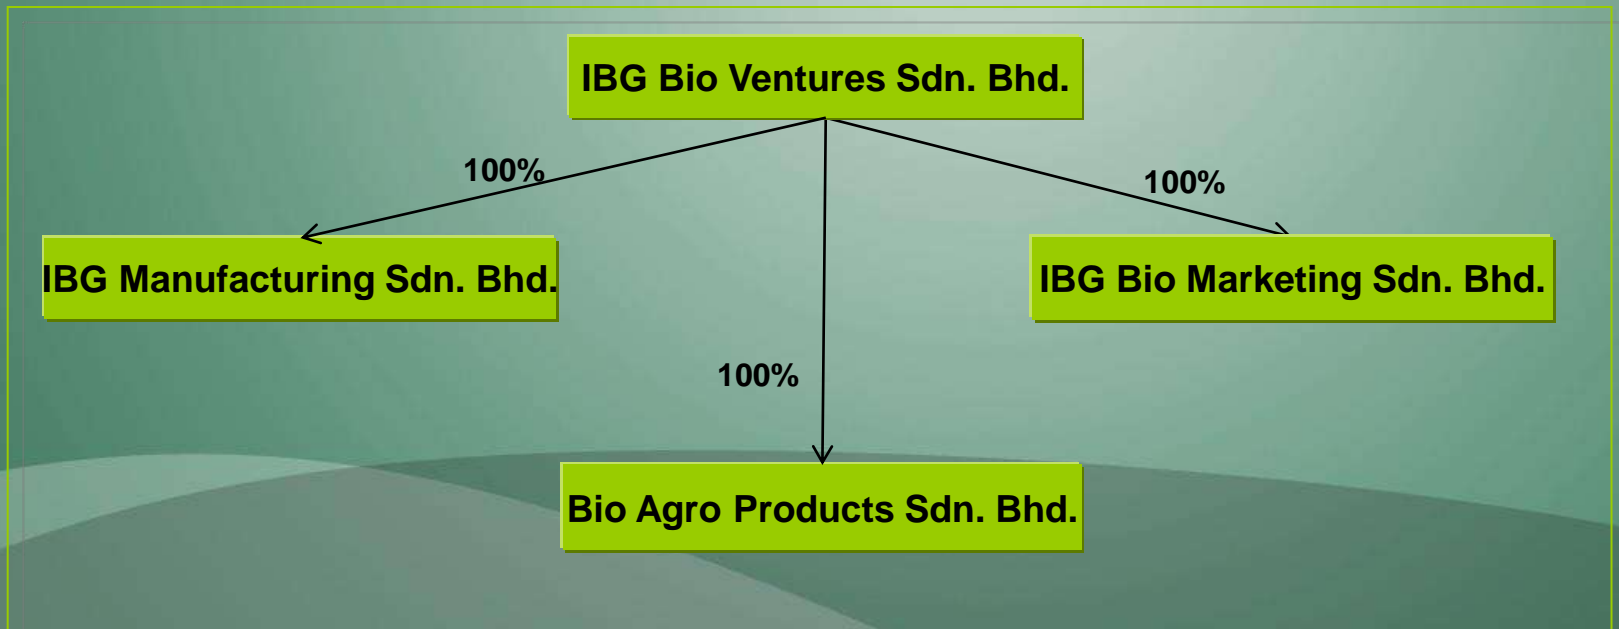 IBG Bio Ventures Sdn. Bhd.
100%
100%
IBG Manufacturing Sdn. Bhd.
IBG Bio Marketing Sdn. Bhd.
100%
Bio Agro Products Sdn. Bhd.